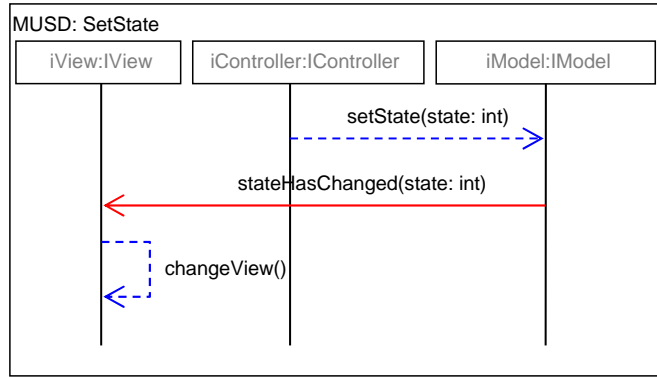 MUSD: SetState
iView:IView
iController:IController
iModel:IModel
setState(state: int)
stateHasChanged(state: int)
changeView()